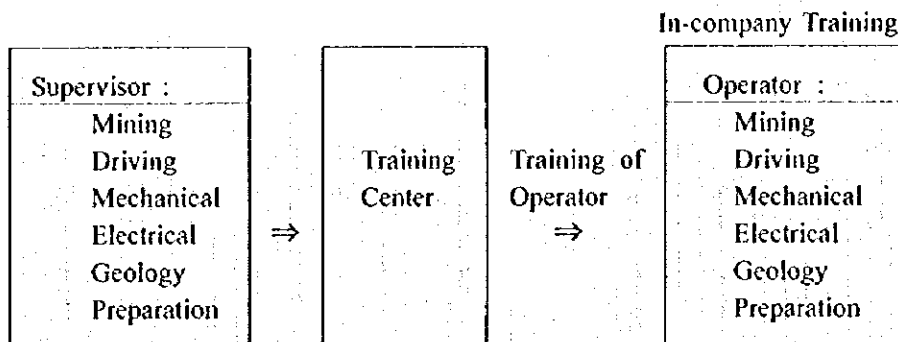 In-company Training
Supervisor :
Mining
Driving
Mechanical
Electrical
Geology
Preparation
⇒
Training
Center
Training of
Operator
⇒
Operator :
Mining
Driving
Mechanical
Electrical
Geology
Preparation